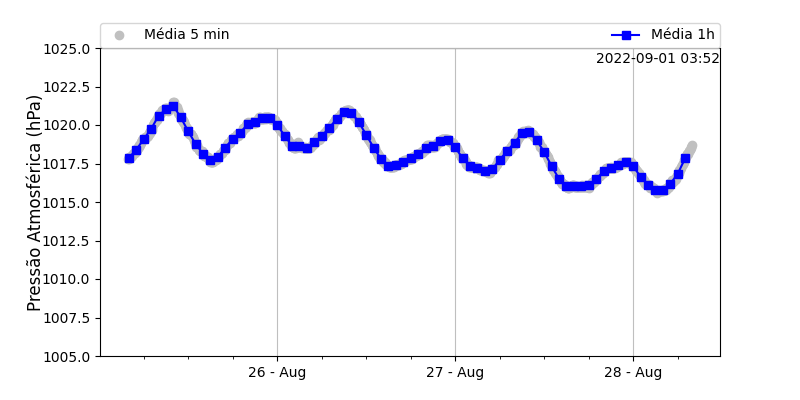 Média 5 min
Média 1h
2022-09-01 03:52
Pressão Atmosférica (hPa)
1025.0
1022.5
1020.0
1017.5
1015.0
1012.5
1010.0
1007.5
1005.0
26 - Aug
27 - Aug
28 - Aug